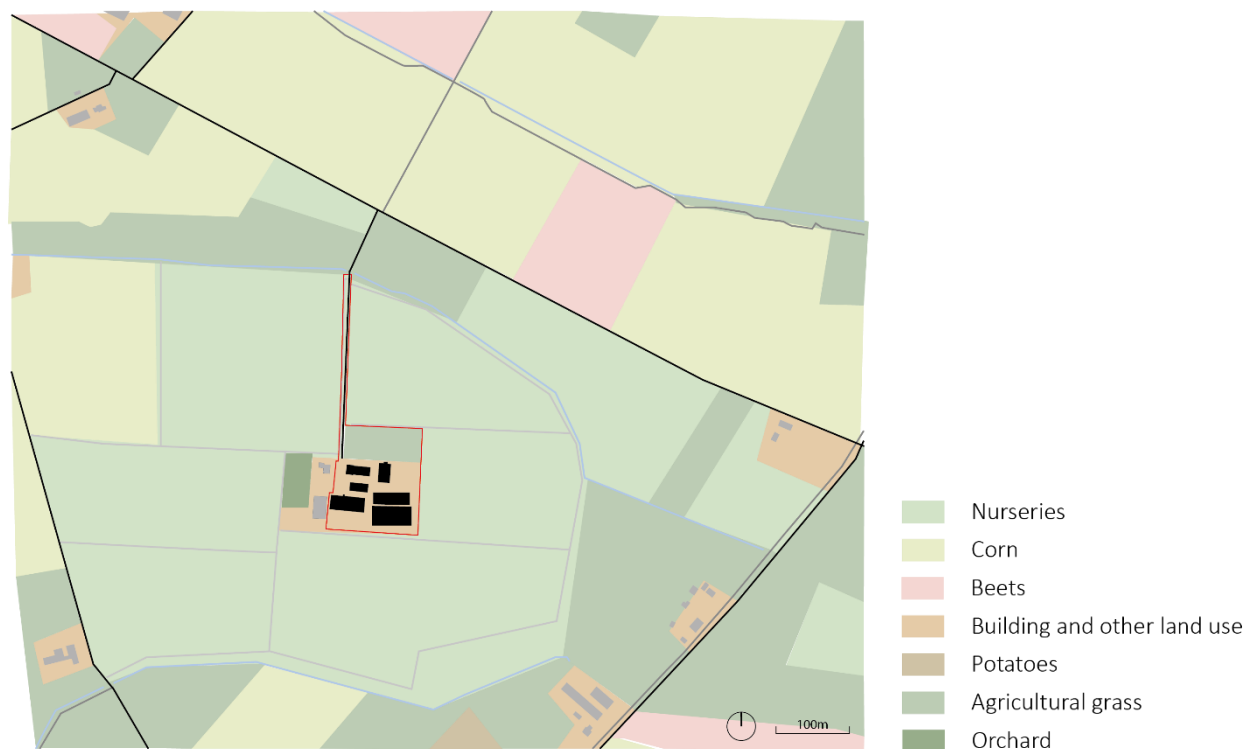 Nurseries
Corn
Beets
Building and other land use
Potatoes
Agricultural grass
Orchard
100m